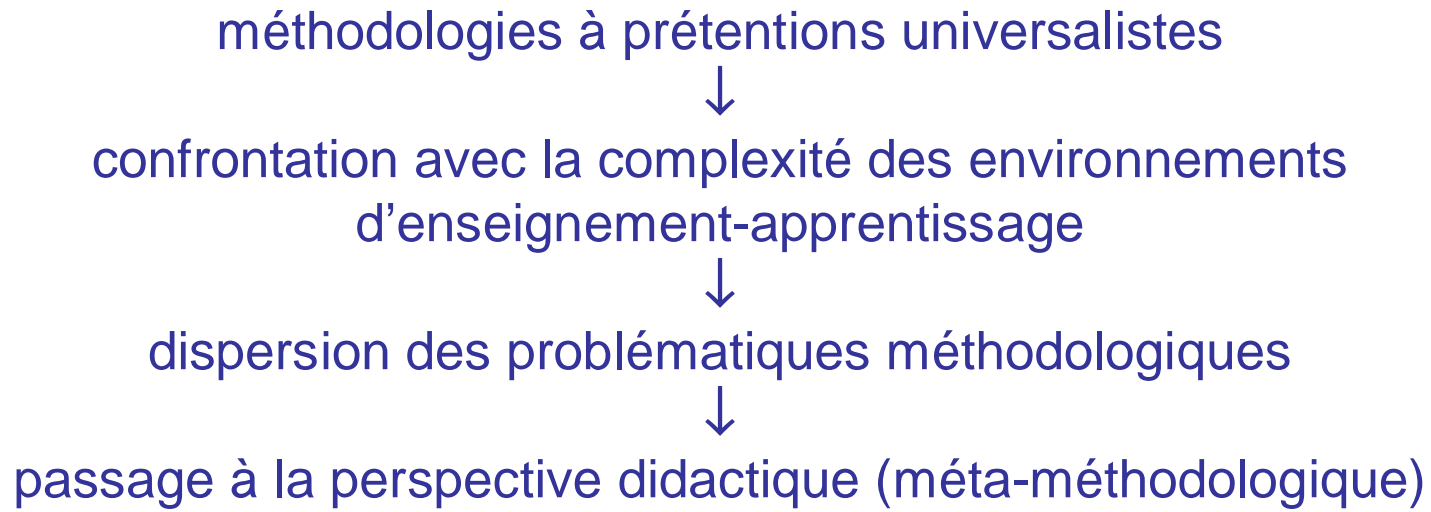 méthodologies à prétentions universalistes
↓
confrontation avec la complexité des environnements
d’enseignement-apprentissage
↓
dispersion des problématiques méthodologiques
↓
passage à la perspective didactique (méta-méthodologique)